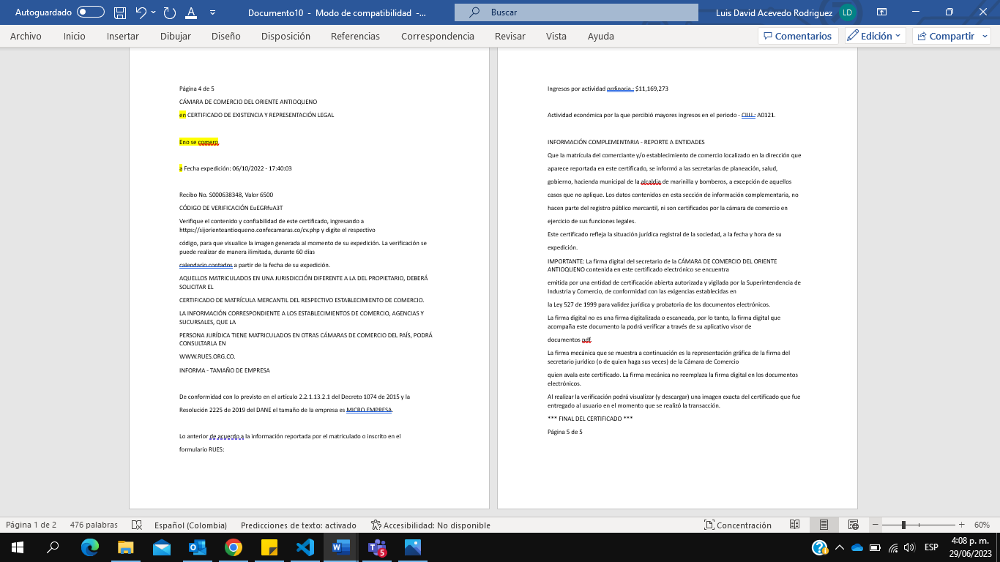 Autoguardado
Documento10 - Modo de compatibilidad -...
Buscar
Luis David Acevedo Rodriguez
LD
Archivo
Inicio
Insertar
Dibujar
Diseño
Disposición
Referencias
Correspondencia
Revisar
Vista
Ayuda
Comentarios
Edición
Compartir
Página 4 de 5
CÁMARA DE COMERCIO DEL ORIENTE ANTIOQUENO
en CERTIFICADO DE EXISTENCIA Y REPRESENTACIÓN LEGAL
Eno se comero.
a Fecha expedición: 06/10/2022 - 17:40:03
Recibo No. S000638348, Valor 6500
CÓDIGO DE VERIFICACIÓN EuEGRfuA3T
Verifique el contenido y confiabilidad de este certificado, ingresando a
https://sijorienteantioqueno.confecamaras.co/cv.php y digite el respectivo
código, para que visualice la imagen generada al momento de su expedición. La verificación se
puede realizar de manera ilimitada, durante 60 días
calendario contados a partir de la fecha de su expedición.
AQUELLOS MATRICULADOS EN UNA JURISDICCIÓN DIFERENTE A LA DEL PROPIETARIO, DEBERÁ
SOLICITAR EL
CERTIFICADO DE MATRÍCULA MERCANTIL DEL RESPECTIVO ESTABLECIMIENTO DE COMERCIO.
LA INFORMACIÓN CORRESPONDIENTE A LOS ESTABLECIMIENTOS DE COMERCIO, AGENCIAS Y
SUCURSALES, QUE LA
PERSONA JURÍDICA TIENE MATRICULADOS EN OTRAS CÁMARAS DE COMERCIO DEL PAÍS, PODRÁ
CONSULTARLA EN
WWW.RUES.ORG.CO.
INFORMA - TAMAÑO DE EMPRESA
De conformidad con lo previsto en el artículo 2.2.1.13.2.1 del Decreto 1074 de 2015 y la
Resolución 2225 de 2019 del DANE el tamaño de la empresa es MICRO EMPRESA.
Lo anterior de acuerdo a la información reportada por el matriculado o inscrito en el
formulario RUES:
Ingresos por actividad ordinaria.: $11,169,273
Actividad económica por la que percibió mayores ingresos en el periodo - CIIU.: A0121.
INFORMACIÓN COMPLEMENTARIA - REPORTE A ENTIDADES
Que la matrícula del comerciante y/o establecimiento de comercio localizado en la dirección que
aparece reportada en este certificado, se informó a las secretarías de planeación, salud,
gobierno, hacienda municipal de la alcaldia de marinilla y bomberos, a excepción de aquellos
casos que no aplique. Los datos contenidos en esta sección de información complementaria, no
hacen parte del registro público mercantil, ni son certificados por la cámara de comercio en
ejercicio de sus funciones legales.
Este certificado refleja la situación jurídica registral de la sociedad, a la fecha y hora de su
expedición.
IMPORTANTE: La firma digital del secretario de la CÁMARA DE COMERCIO DEL ORIENTE
ANTIOQUENO contenida en este certificado electrónico se encuentra
emitida por una entidad de certificación abierta autorizada y vigilada por la Superintendencia de
Industria y Comercio, de conformidad con las exigencias establecidas en
la Ley 527 de 1999 para validez jurídica y probatoria de los documentos electrónicos.
La firma digital no es una firma digitalizada o escaneada, por lo tanto, la firma digital que
acompaña este documento la podrá verificar a través de su aplicativo visor de
documentos pdf.
La firma mecánica que se muestra a continuación es la representación gráfica de la firma del
secretario jurídico (o de quien haga sus veces) de la Cámara de Comercio
quien avala este certificado. La firma mecánica no reemplaza la firma digital en los documentos
electrónicos.
Al realizar la verificación podrá visualizar (y descargar) una imagen exacta del certificado que fue
entregado al usuario en el momento que se realizó la transacción.
*** FINAL DEL CERTIFICADO ***
Página 5 de 5
Página 1 de 2
476 palabras
Español (Colombia)
Predicciones de texto: activado
Accesibilidad: No disponible
Concentración
60%
ESP
4:08 p. m.
29/06/2023
5